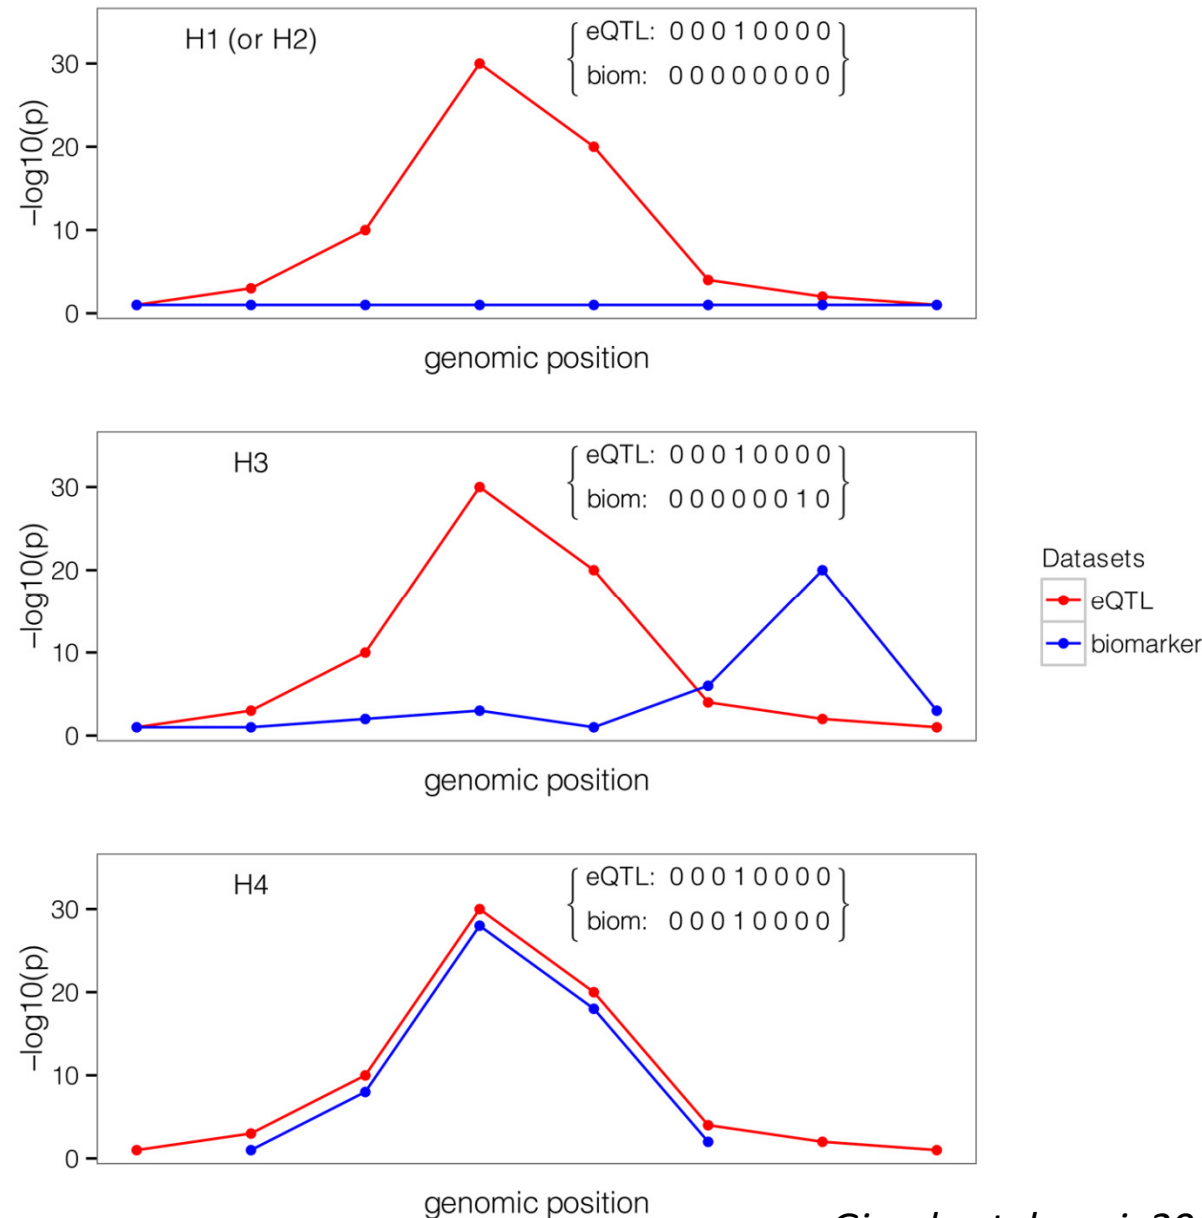 H1 (or H2)
eQTL: 0 0 0 1 0 0 0 0
biom: 0 0 0 0 0 0 0 0
30
20
10
0
–log10(p)
genomic position
H3
eQTL: 0 0 0 1 0 0 0 0
biom: 0 0 0 0 0 0 1 0
30
20
10
0
–log10(p)
genomic position
Datasets
eQTL
biomarker
H4
eQTL: 0 0 0 1 0 0 0 0
biom: 0 0 0 1 0 0 0 0
30
20
10
0
–log10(p)
genomic position